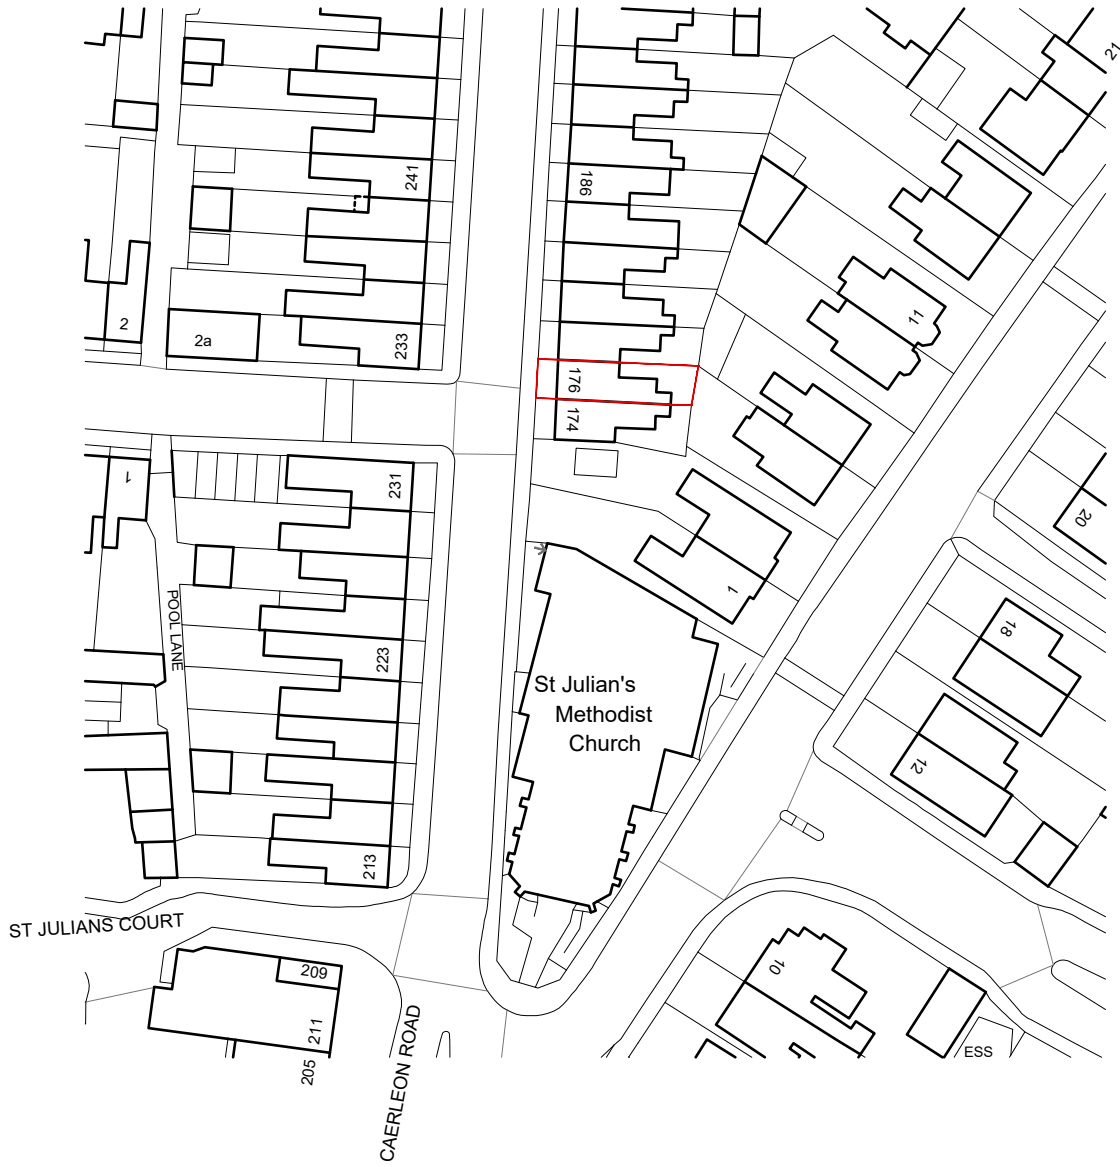 21
241
186
2
2a
233
11
176
174
231
1
20
POOL LANE
1
18
223
St Julian's
Methodist
Church
12
213
ST JULIANS COURT
209
10
211
205
CAERLEON ROAD
ESS